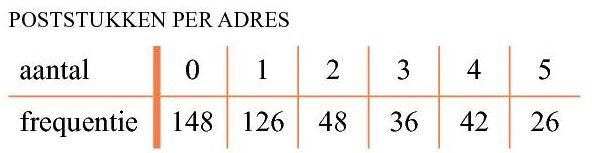 POSTSTUKKEN PER ADRES
aantal 0 1 2 3 4 5
frequentie 148 126 48 36 42 26